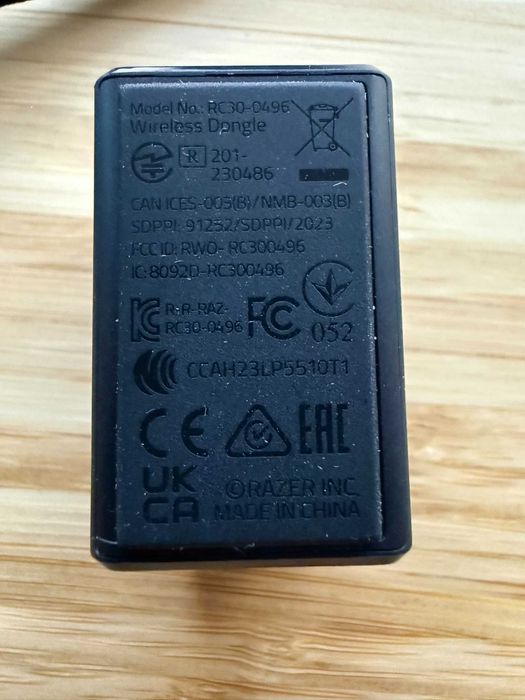 Model No.: RC30-0496
Wireless Dongle
R 201-
230486
CAN ICES-003(B)/NMB-003(B)
SDPPI: 91252/SDPPI/2023
FCC ID: RWO- RC300496
IC: 8092D-RC300496
R-R-RAZ-
RC30-0496
FC
052
CCAH23LP5510T1
CE EAC
UK
CA
©RAZER INC.
MADE IN CHINA